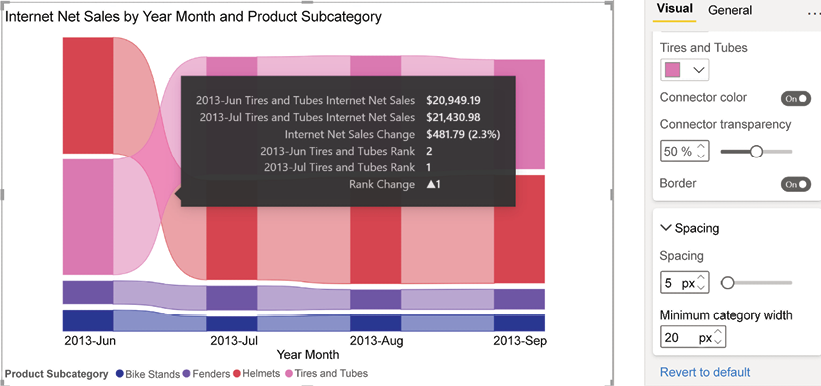 Internet Net Sales by Year Month and Product Subcategory
2013-Jun Tires and Tubes Internet Net Sales $20,949.19
2013-Jul Tires and Tubes Internet Net Sales $21,430.98
Internet Net Sales Change $481.79 (2.3%)
2013-Jun Tires and Tubes Rank 2
2013-Jul Tires and Tubes Rank 1
Rank Change ▲1
2013-Jun 2013-Jul 2013-Aug 2013-Sep
Year Month
Product Subcategory Bike Stands Fenders Helmets Tires and Tubes
Visual General ...
Tires and Tubes
Connector color On
Connector transparency
50 %
Border On
Spacing
Spacing
5 px
Minimum category width
20 px
Revert to default